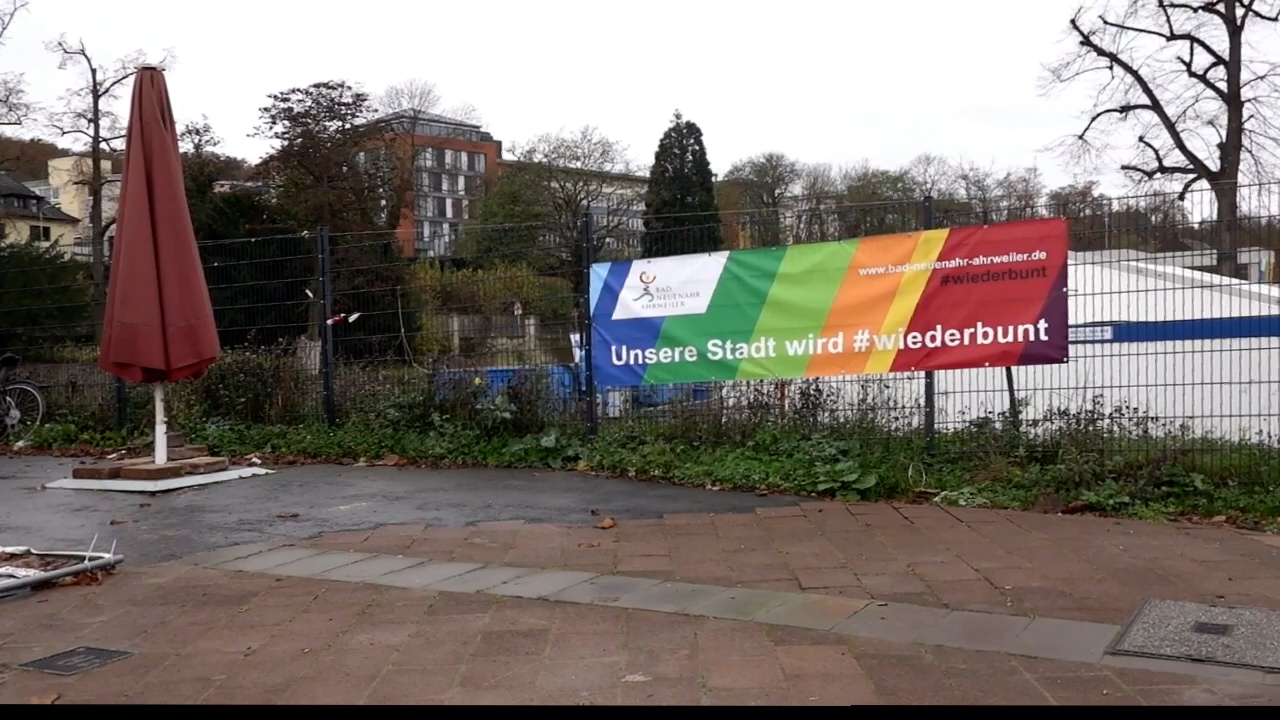 BAD
NEUENAHR
AHRWEILER
www.bad-neuenahr-ahrweiler.de
#wiederbunt
Unsere Stadt wird #wiederbunt